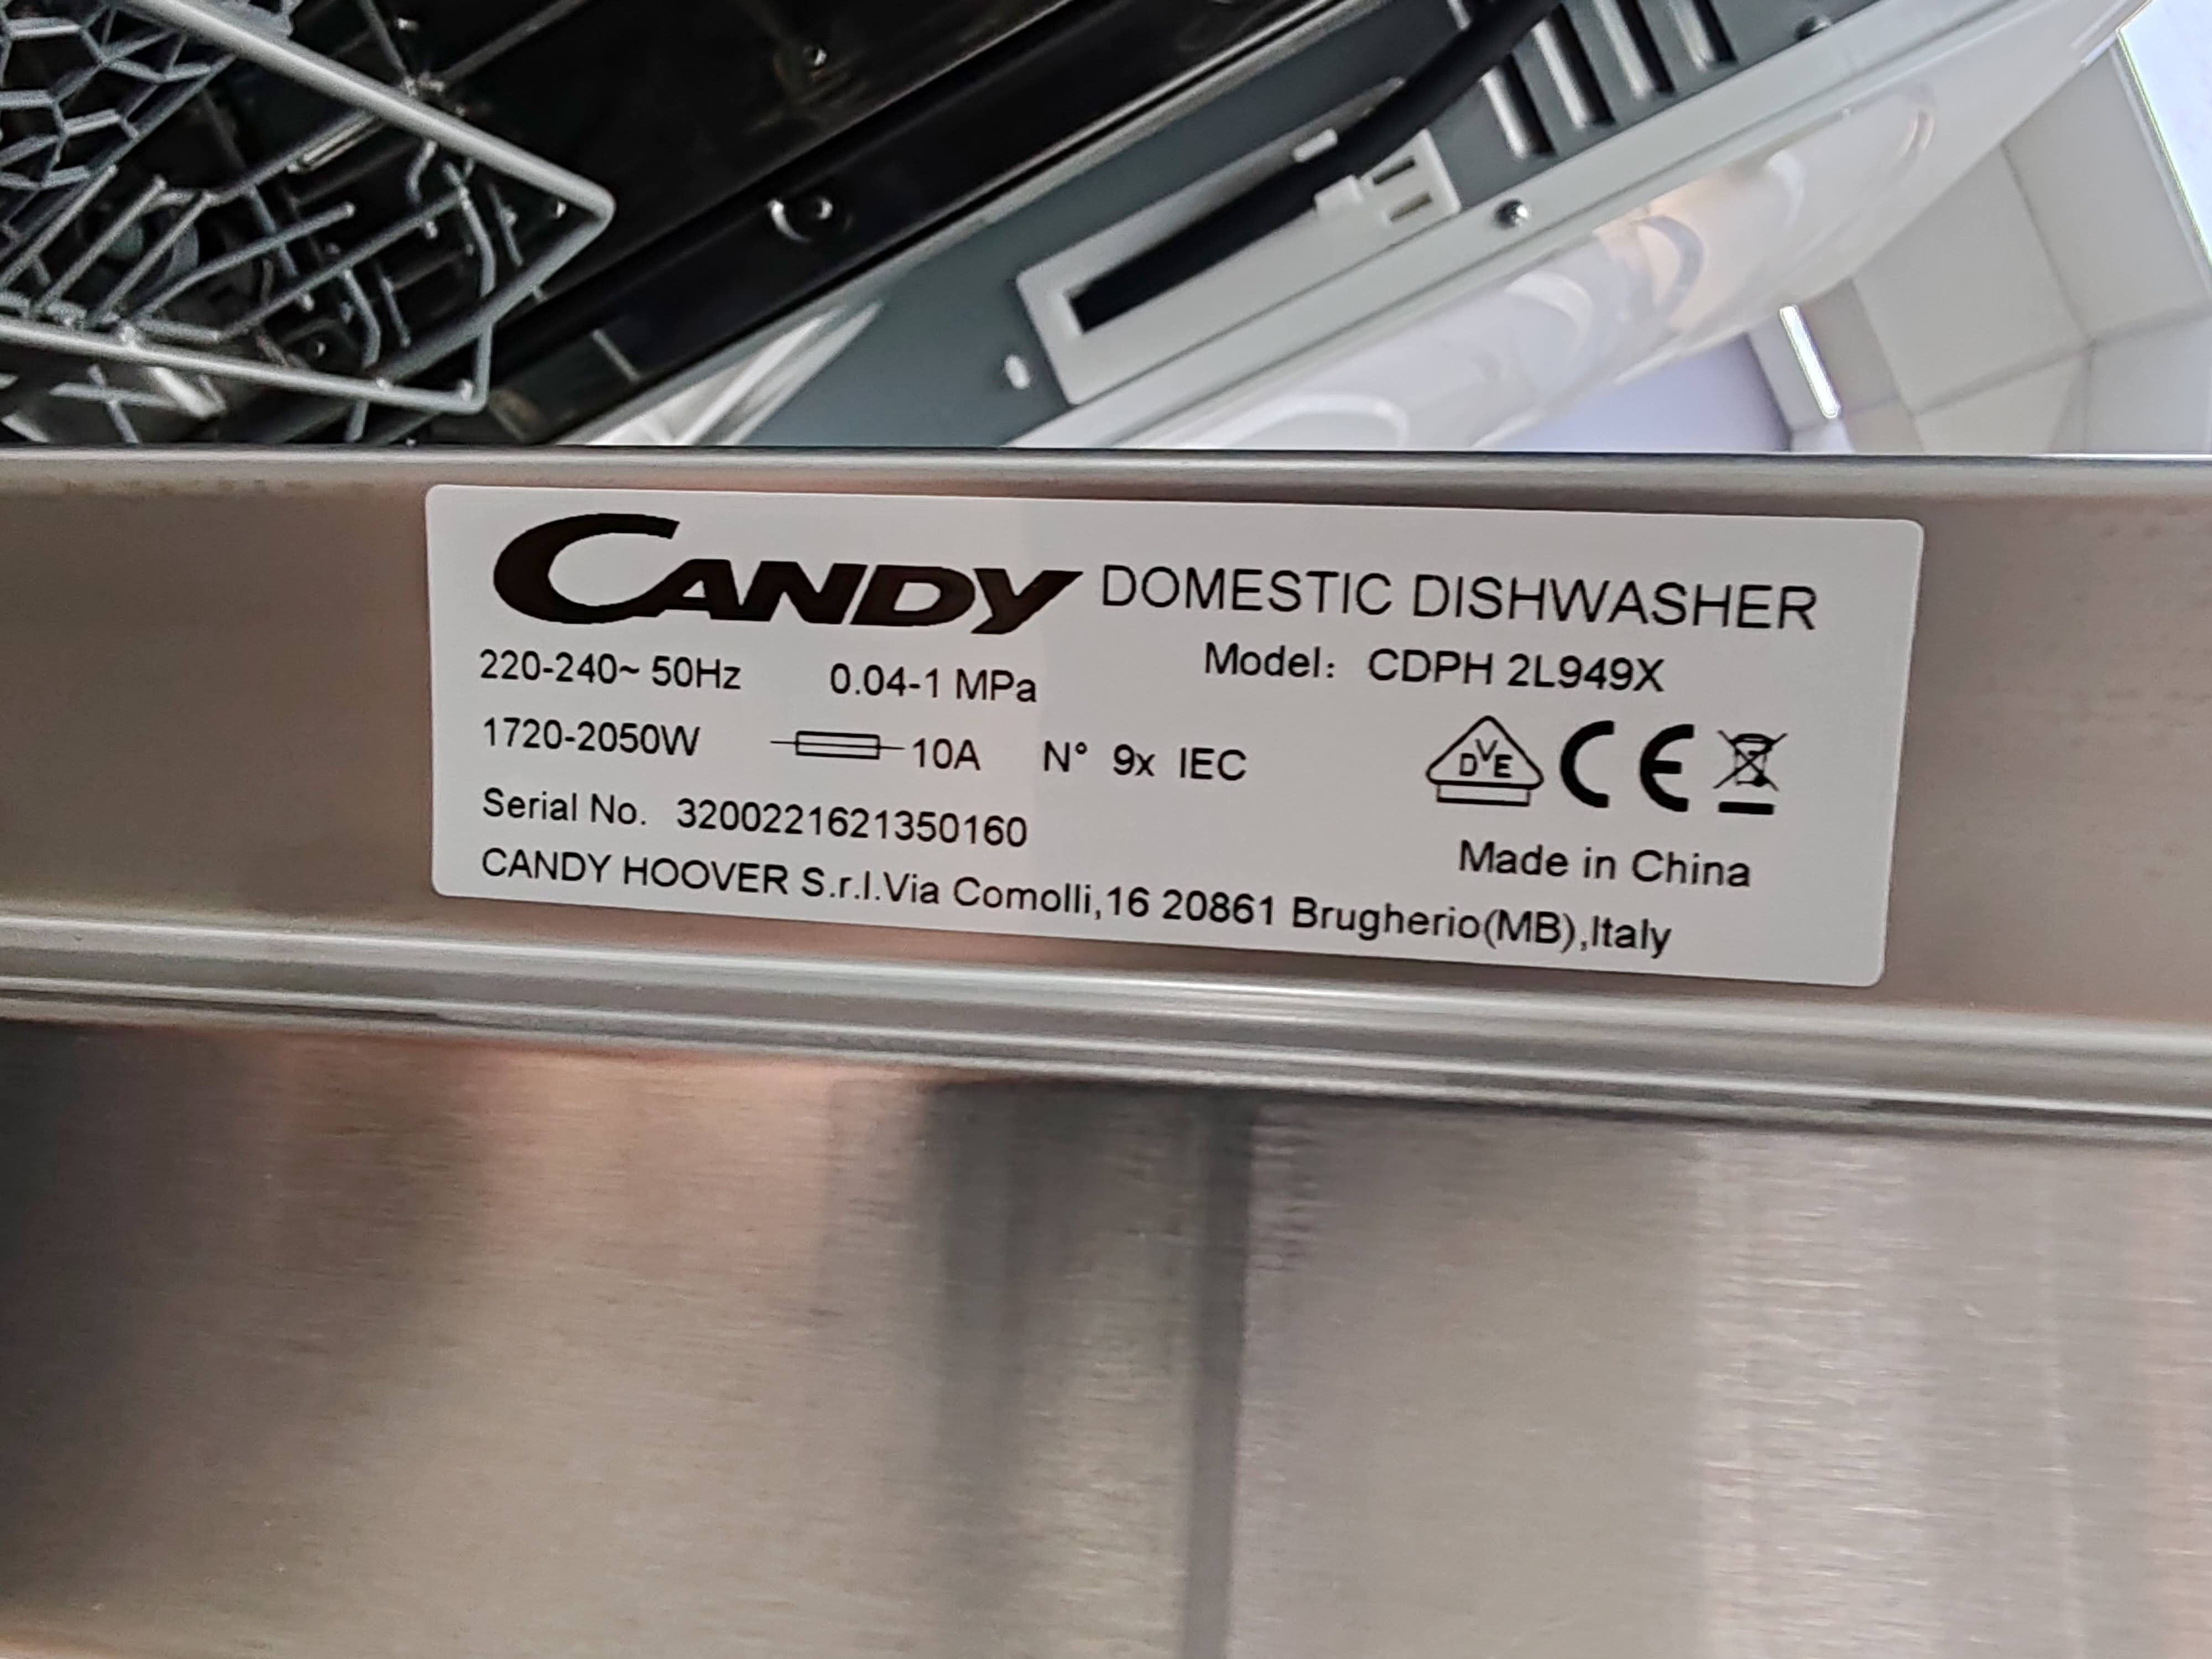 CANDY DOMESTIC DISHWASHER
220-240~ 50Hz 0.04-1 MPa Model: CDPH 2L949X
1720-2050W 10A N° 9x IEC
DVE CE
Serial No. 3200221621350160
Made in China
CANDY HOOVER S.r.l.Via Comolli,16 20861 Brugherio(MB),Italy